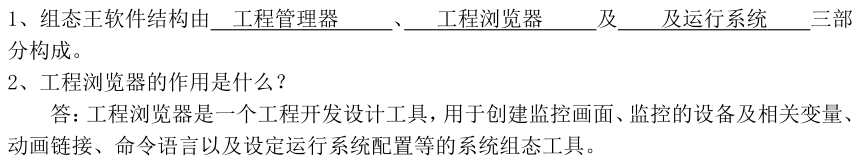 1、组态王软件结构由 工程管理器 、 工程浏览器 及 及运行系统 三部
分构成。
2、工程浏览器的作用是什么？
答：工程浏览器是一个工程开发设计工具，用于创建监控画面、监控的设备及相关变量、
动画链接、命令语言以及设定运行系统配置等的系统组态工具。